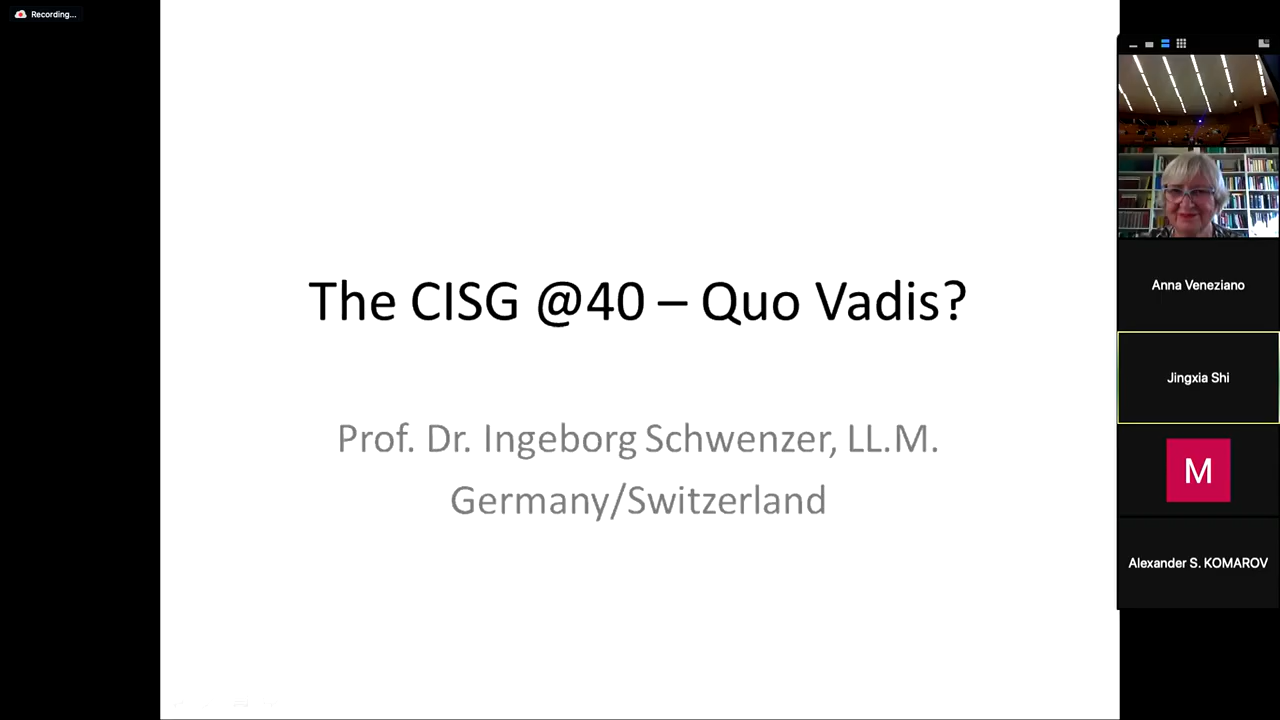 Recording...
The CISG @40 – Quo Vadis?
Prof. Dr. Ingeborg Schwenzer, LL.M.
Germany/Switzerland
Anna Veneziano
Jingxia Shi
M
Alexander S. KOMAROV